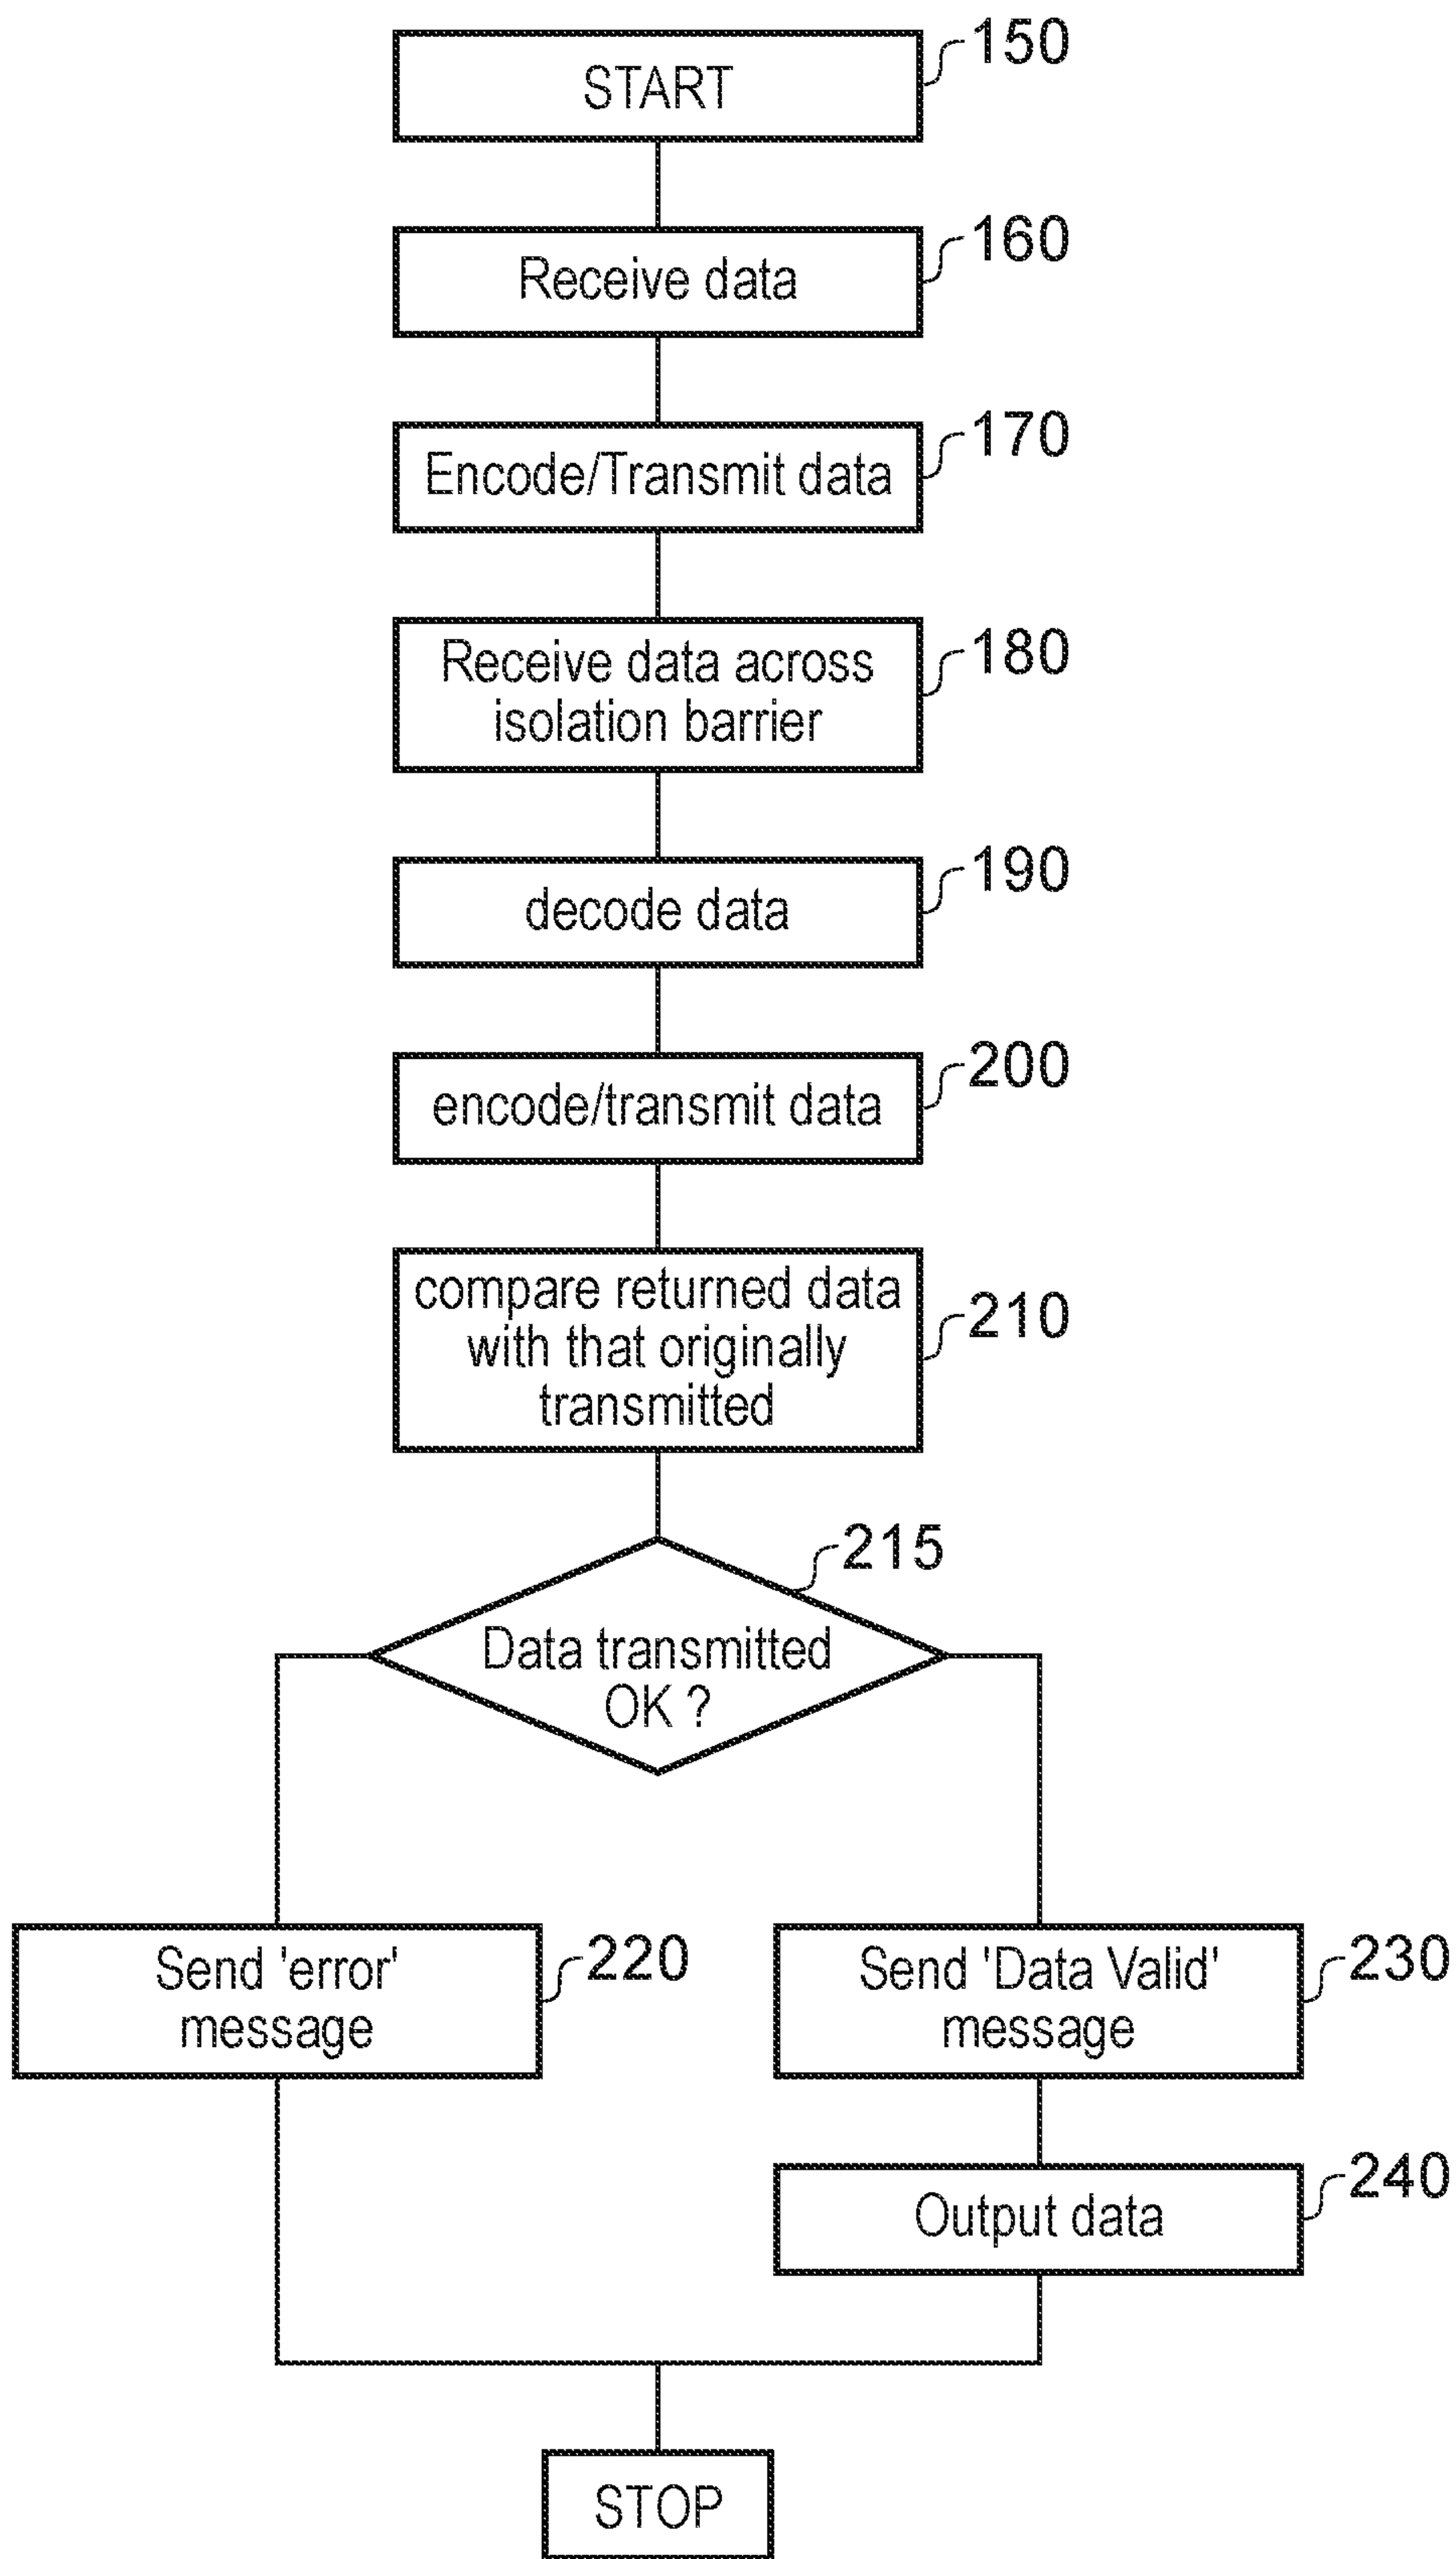 START
150
Receive data
160
Encode/Transmit data
170
Receive data across
isolation barrier
180
decode data
190
encode/transmit data
200
compare returned data
with that originally
transmitted
210
215
Data transmitted
OK ?
Send 'error'
message
220
Send 'Data Valid'
message
230
Output data
240
STOP